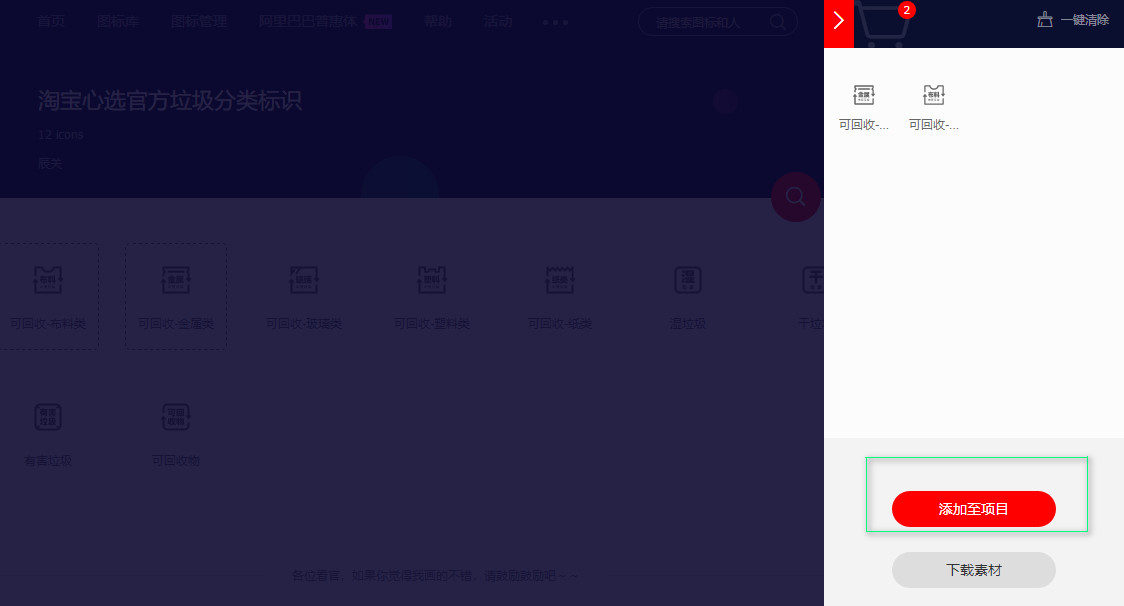 首页 图标库 图标管理 阿里巴巴普惠体 NEW 帮助 活动 •••
请搜索图标和人
2
一键清除
淘宝心选官方垃圾分类标识
12 icons
可回收-...
可回收-...
可回收-布料类
可回收-金属类
可回收-玻璃类
可回收-塑料类
可回收-纸类
湿垃圾
有害垃圾
可回收物
添加至项目
下载素材
各位看官，如果你觉得我画的不错，请鼓励鼓励吧~~